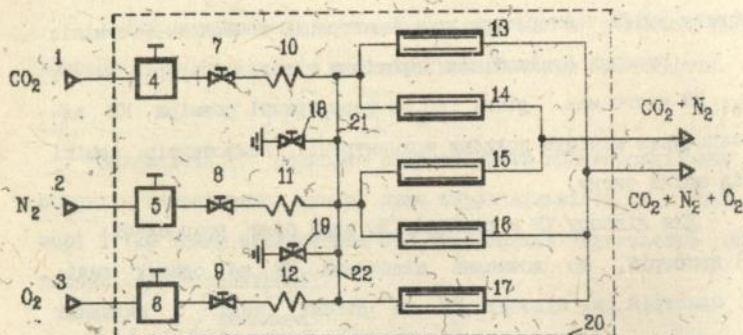 1 7 10 13
CO₂ 4
14
18 21 CO₂ + N₂
2 8 11 15
N₂ 5 CO₂ + N₂ + O₂
19 16
3 9 12 22 17
O₂ 6
20